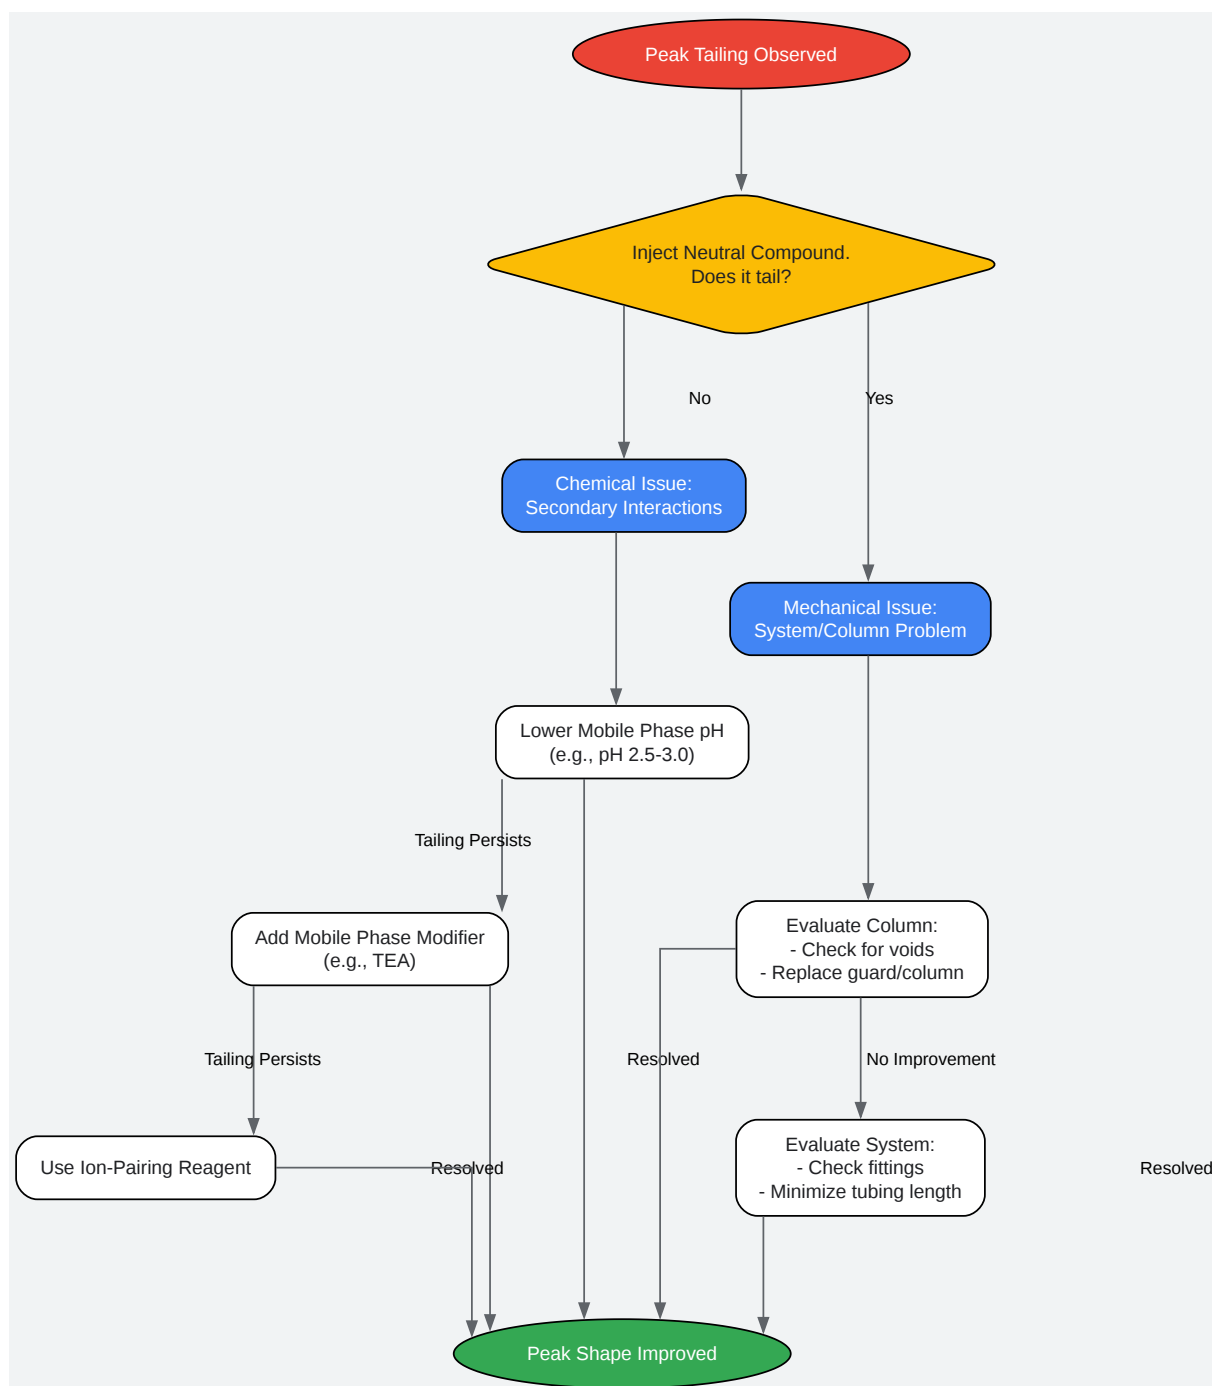 Peak Tailing Observed
Inject Neutral Compound.
Does it tail?
No
Yes
Chemical Issue:
Secondary Interactions
Mechanical Issue:
System/Column Problem
Lower Mobile Phase pH
(e.g., pH 2.5-3.0)
Tailing Persists
Add Mobile Phase Modifier
(e.g., TEA)
Evaluate Column:
- Check for voids
- Replace guard/column
Tailing Persists
Resolved
No Improvement
Use Ion-Pairing Reagent
Resolved
Evaluate System:
- Check fittings
- Minimize tubing length
Resolved
Peak Shape Improved